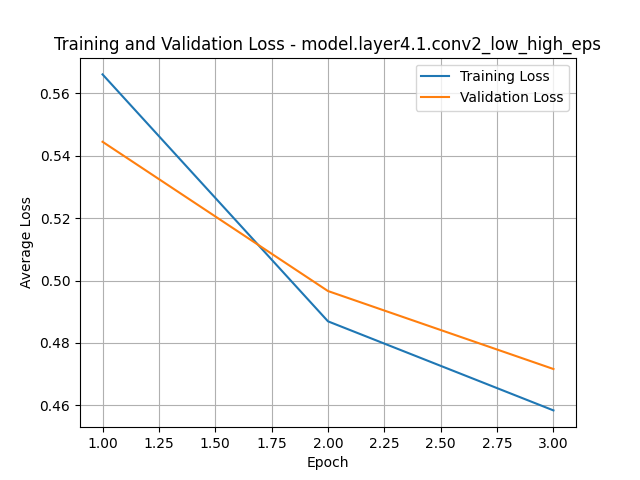 Training and Validation Loss - model.layer4.1.conv2_low_high_eps
Training Loss
Validation Loss
Average Loss
0.56
0.54
0.52
0.50
0.48
0.46
1.00 1.25 1.50 1.75 2.00 2.25 2.50 2.75 3.00
Epoch